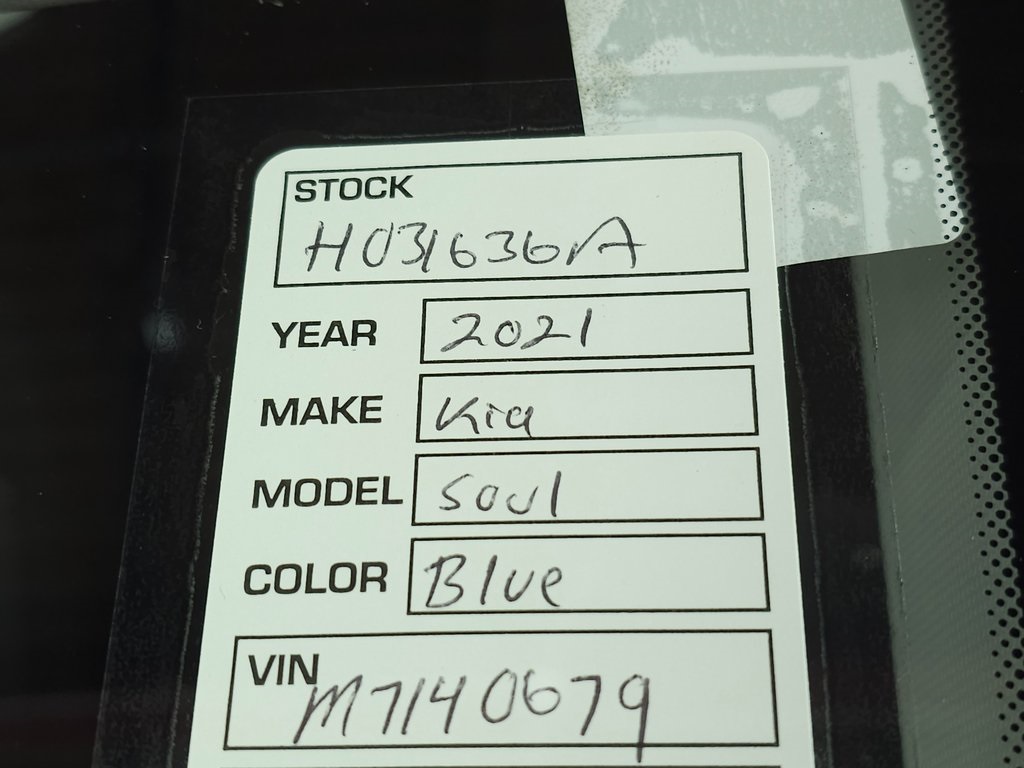 STOCK
H031636A
YEAR 2021
MAKE Kia
MODEL Soul
COLOR Blue
VIN
M7140679